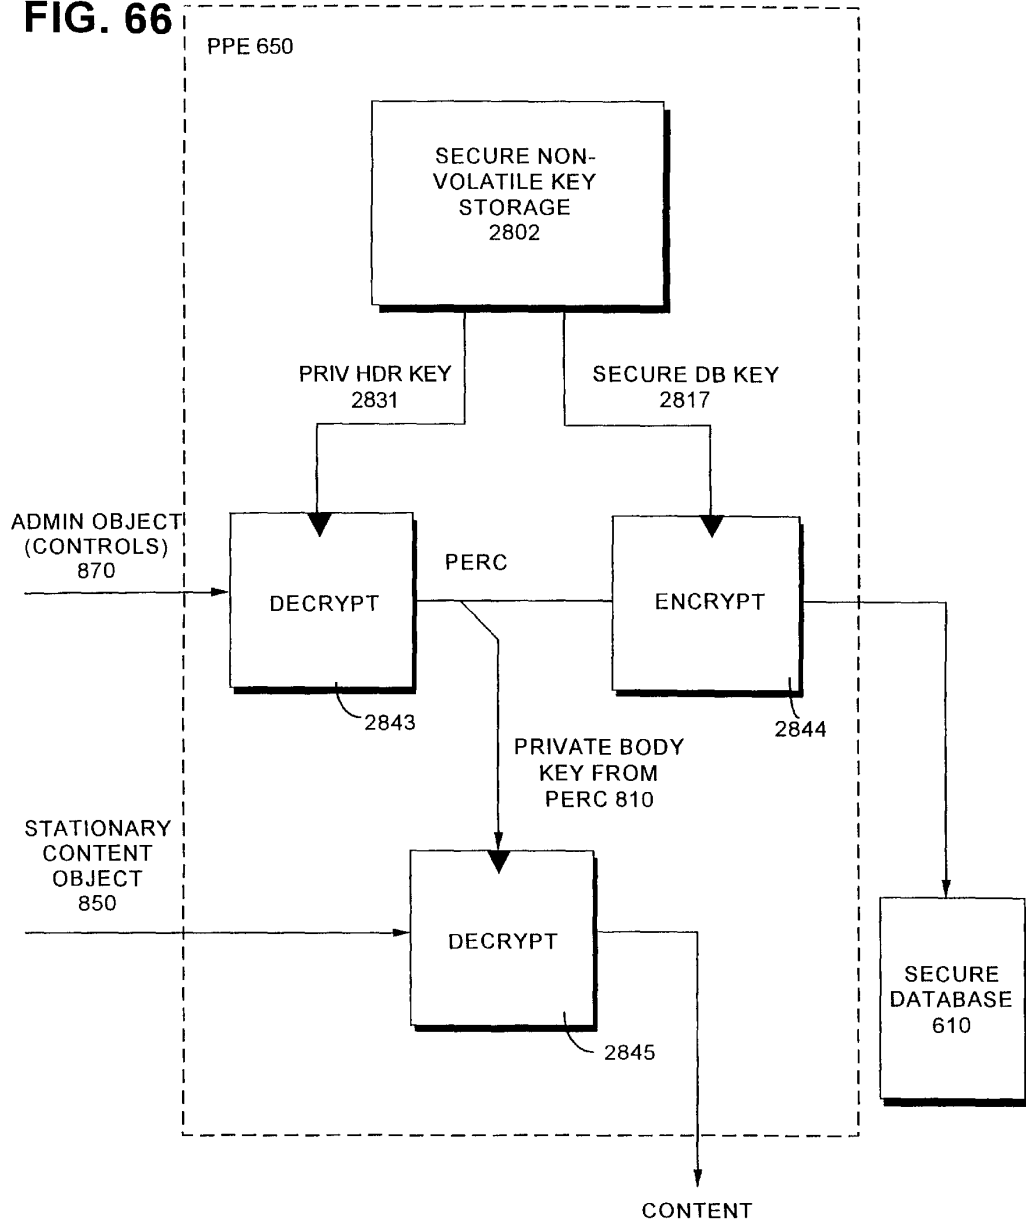 FIG. 66
PPE 650
SECURE NON-
VOLATILE KEY
STORAGE
2802
PRIV HDR KEY
2831
SECURE DB KEY
2817
ADMIN OBJECT
(CONTROLS)
870
DECRYPT
PERC
ENCRYPT
2843
2844
PRIVATE BODY
KEY FROM
PERC 810
STATIONARY
CONTENT
OBJECT
850
DECRYPT
2845
SECURE
DATABASE
610
CONTENT